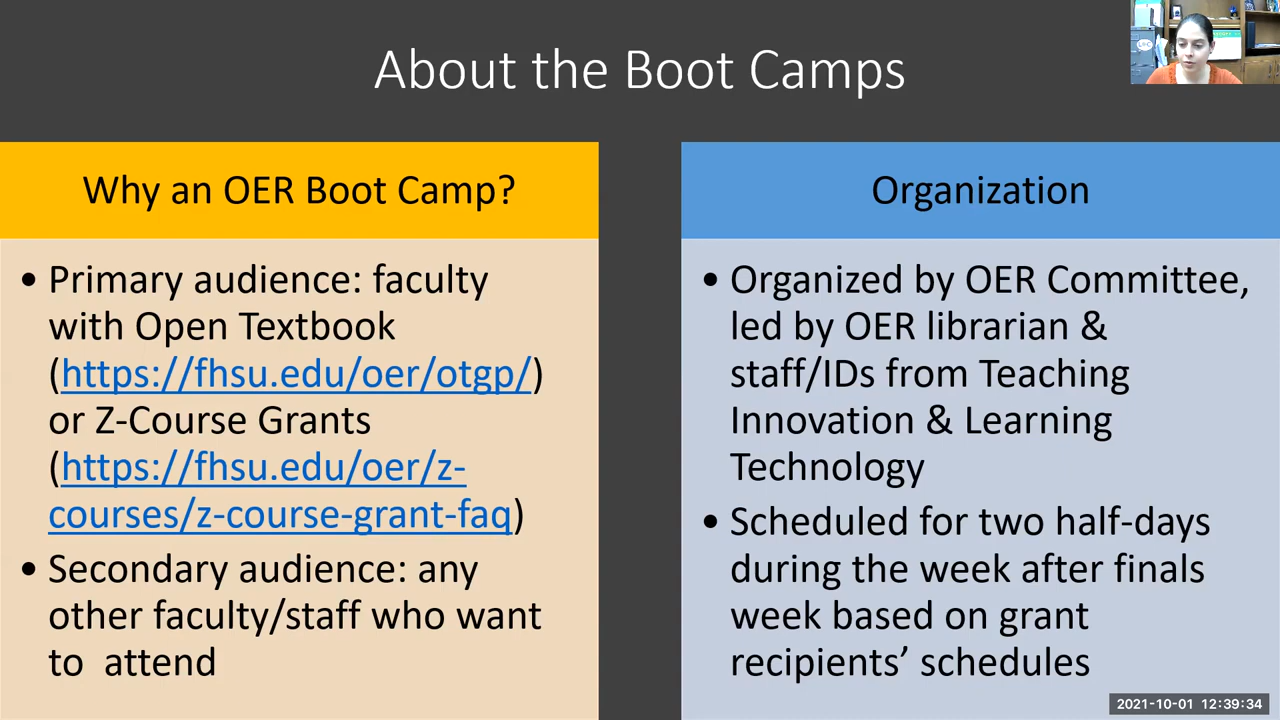 About the Boot Camps
Why an OER Boot Camp?
• Primary audience: faculty
with Open Textbook
(https://fhsu.edu/oer/otgp/)
or Z-Course Grants
(https://fhsu.edu/oer/z-
courses/z-course-grant-faq)
• Secondary audience: any
other faculty/staff who want
to  attend
Organization
• Organized by OER Committee,
led by OER librarian &
staff/IDs from Teaching
Innovation & Learning
Technology
• Scheduled for two half-days
during the week after finals
week based on grant
recipients’ schedules
2021-10-01 12:39:34